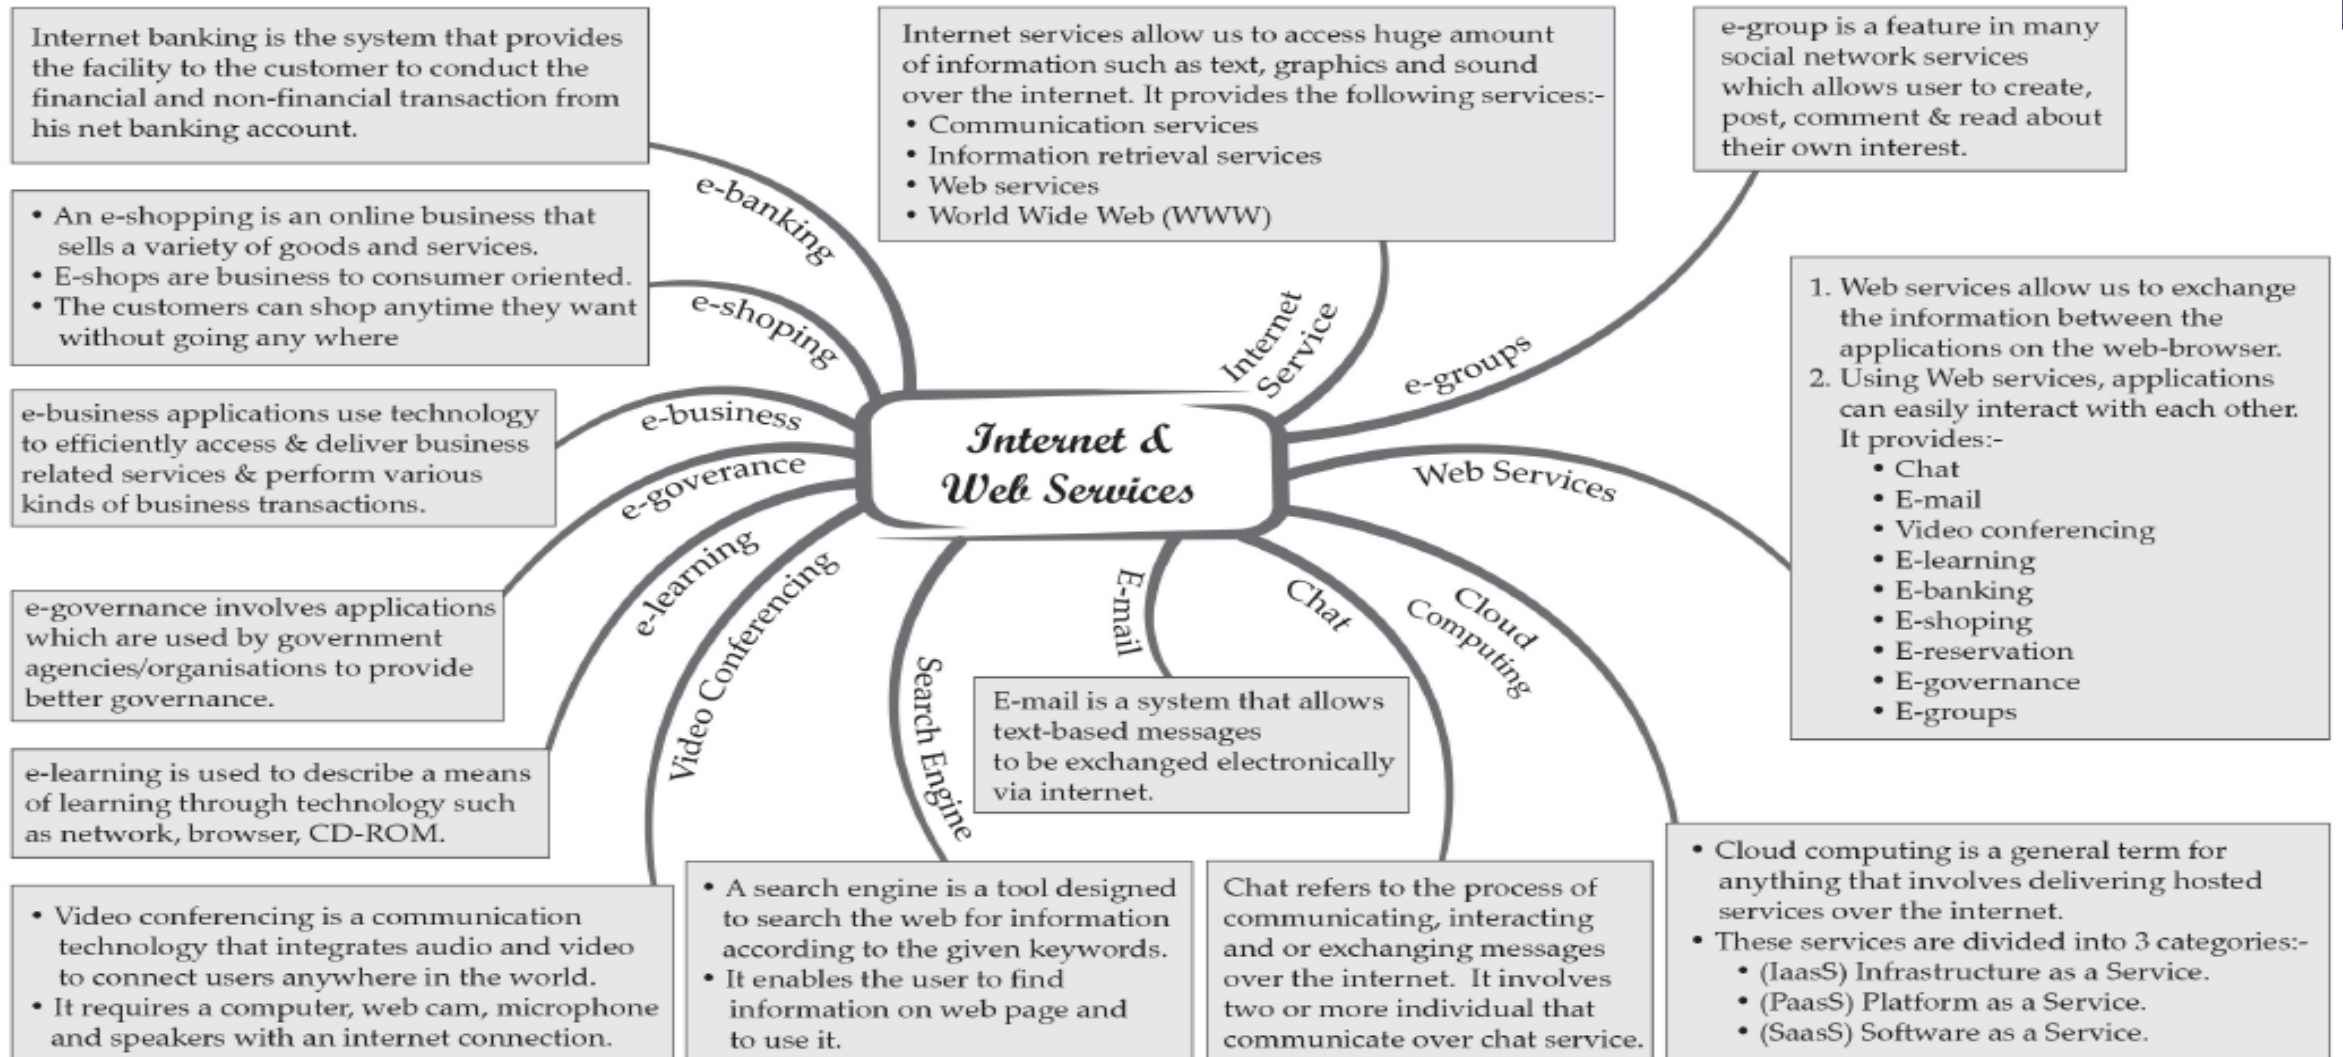 Internet banking is the system that provides
the facility to the customer to conduct the
financial and non-financial transaction from
his net banking account.
e-banking
• An e-shopping is an online business that
sells a variety of goods and services.
• E-shops are business to consumer oriented.
• The customers can shop anytime they want
without going any where
e-shoping
e-business applications use technology
to efficiently access & deliver business
related services & perform various
kinds of business transactions.
e-business
e-governance involves applications
which are used by government
agencies/organisations to provide
better governance.
e-goverance
e-learning is used to describe a means
of learning through technology such
as network, browser, CD-ROM.
e-learning
• Video conferencing is a communication
technology that integrates audio and video
to connect users anywhere in the world.
• It requires a computer, web cam, microphone
and speakers with an internet connection.
Video Conferencing
Internet &
Web Services
Internet services allow us to access huge amount
of information such as text, graphics and sound
over the internet. It provides the following services:-
• Communication services
• Information retrieval services
• Web services
• World Wide Web (WWW)
Internet
Service
e-group is a feature in many
social network services
which allows user to create,
post, comment & read about
their own interest.
e-groups
1. Web services allow us to exchange
the information between the
applications on the web-browser.
2. Using Web services, applications
can easily interact with each other.
It provides:-
• Chat
• E-mail
• Video conferencing
• E-learning
• E-banking
• E-shoping
• E-reservation
• E-governance
• E-groups
Web Services
Search Engine
• A search engine is a tool designed
to search the web for information
according to the given keywords.
• It enables the user to find
information on web page and
to use it.
E-mail
E-mail is a system that allows
text-based messages
to be exchanged electronically
via internet.
Chat
Chat refers to the process of
communicating, interacting
and or exchanging messages
over the internet. It involves
two or more individual that
communicate over chat service.
Cloud
Computing
• Cloud computing is a general term for
anything that involves delivering hosted
services over the internet.
• These services are divided into 3 categories:-
• (IaasS) Infrastructure as a Service.
• (PaasS) Platform as a Service.
• (SaasS) Software as a Service.